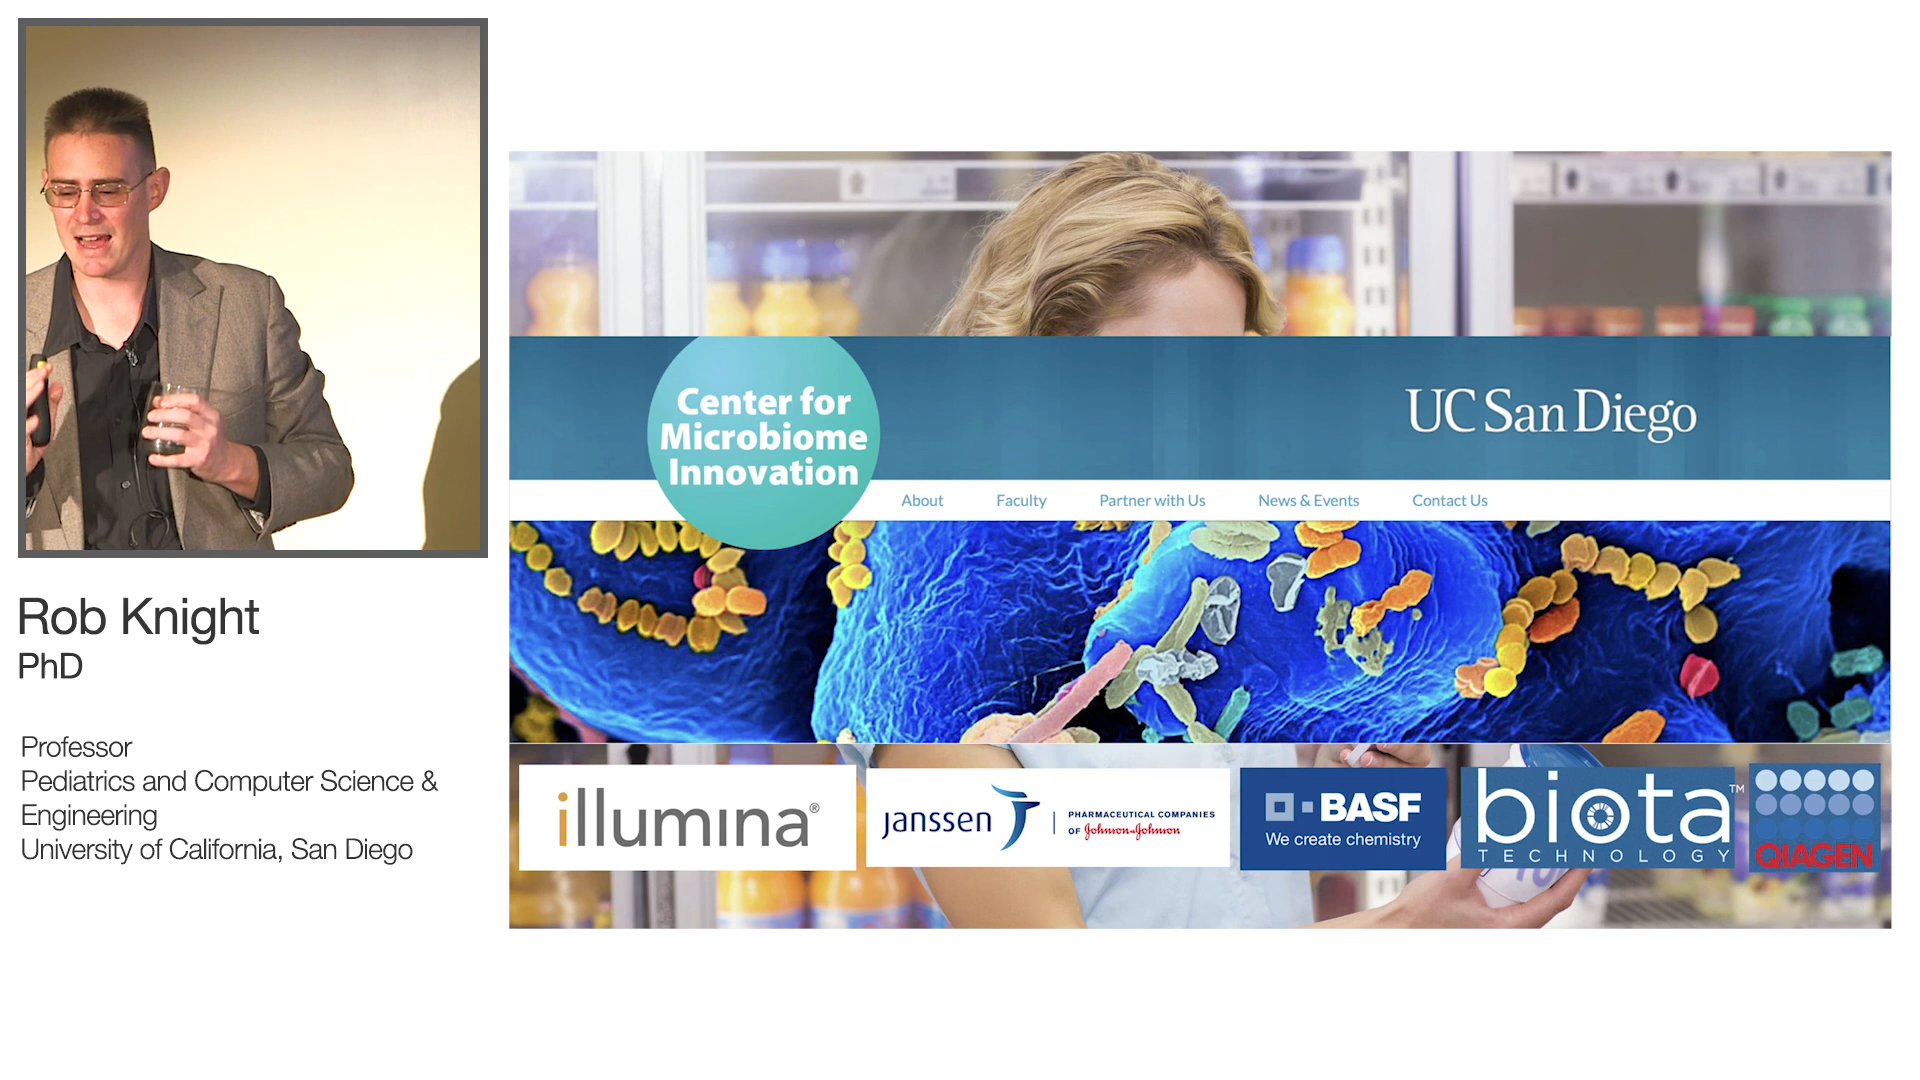 Rob Knight
PhD
Professor
Pediatrics and Computer Science &
Engineering
University of California, San Diego
Center for
Microbiome
Innovation
UC San Diego
About Faculty Partner with Us News & Events Contact Us
illumina®
janssen
PHARMACEUTICAL COMPANIES
OF Johnson & Johnson
BASF
We create chemistry
biota™
TECHNOLOGY
QIAGEN